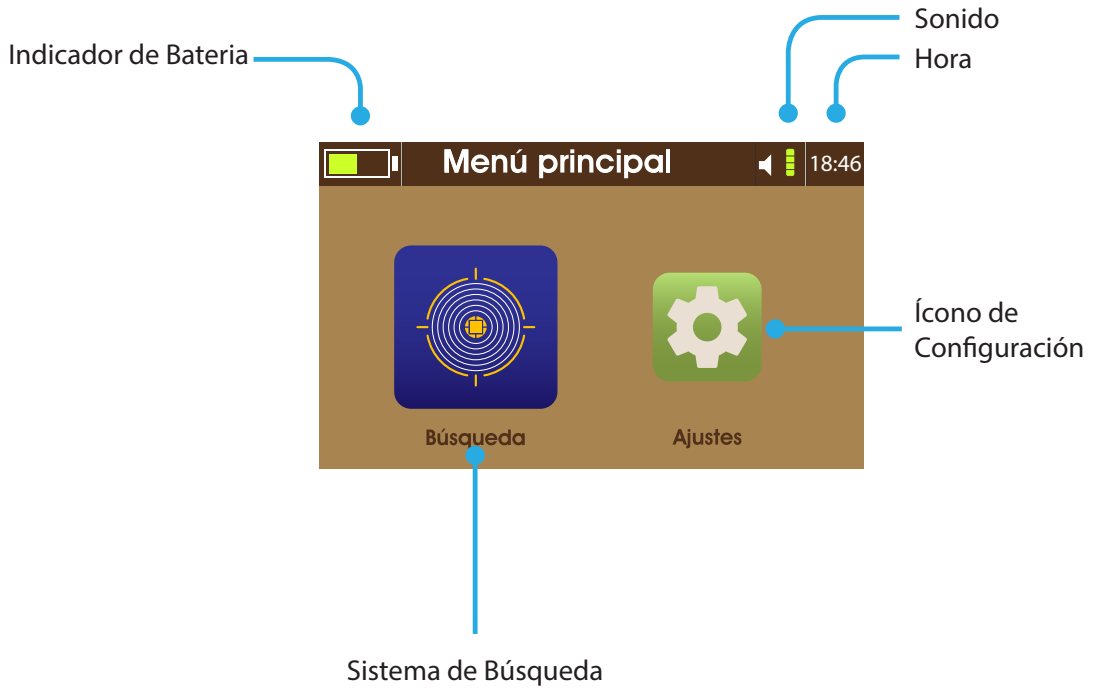 Sonido
Indicador de Bateria
Hora
Menú principal
18:46
Ícono de
Configuración
Búsqueda
Ajustes
Sistema de Búsqueda